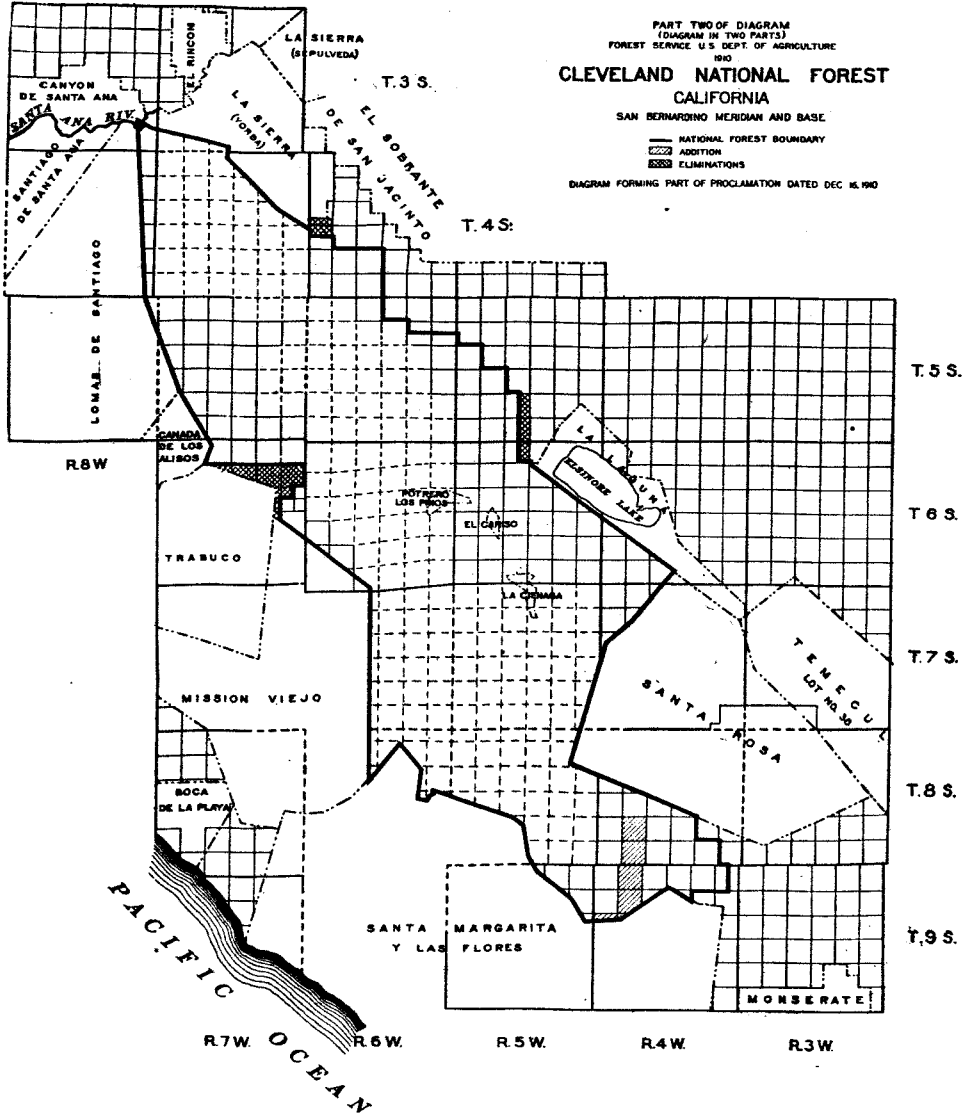 PART TWO OF DIAGRAM
(DIAGRAM IN TWO PARTS)
FOREST SERVICE U.S. DEPT. OF AGRICULTURE
1910
CLEVELAND NATIONAL FOREST
CALIFORNIA
SAN BERNARDINO MERIDIAN AND BASE
NATIONAL FOREST BOUNDARY
ADDITION
ELIMINATIONS
DIAGRAM FORMING PART OF PROCLAMATION DATED DEC. 16, 1910
EL RINCON
LA SIERRA
(SEPULVEDA)
T. 3 S.
CANYON
DE SANTA ANA
SANTA ANA RIV.
LA SIERRA
(YORBA)
EL SOBRANTE
DE SAN JACINTO
SANTIAGO
DE SANTA ANA
T. 4 S.
LOMAS DE SANTIAGO
T. 5 S.
CANADA
DE LOS
ALISOS
R.8W
LA LAGUNA
ELSINORE LAKE
POTRERO
LOS PINOS
EL CARISO
T 6 S.
TRABUCO
LA CIENAGA
T. 7 S.
TEMECU
LOT NO. 36
SANTA ROSA
MISSION VIEJO
T. 8 S.
BOCA
DE LA PLAYA
PACIFIC OCEAN
SANTA MARGARITA
Y LAS FLORES
T, 9 S.
MONSERATE
R.7W.
R.6W.
R.5W.
R.4W.
R.3W.